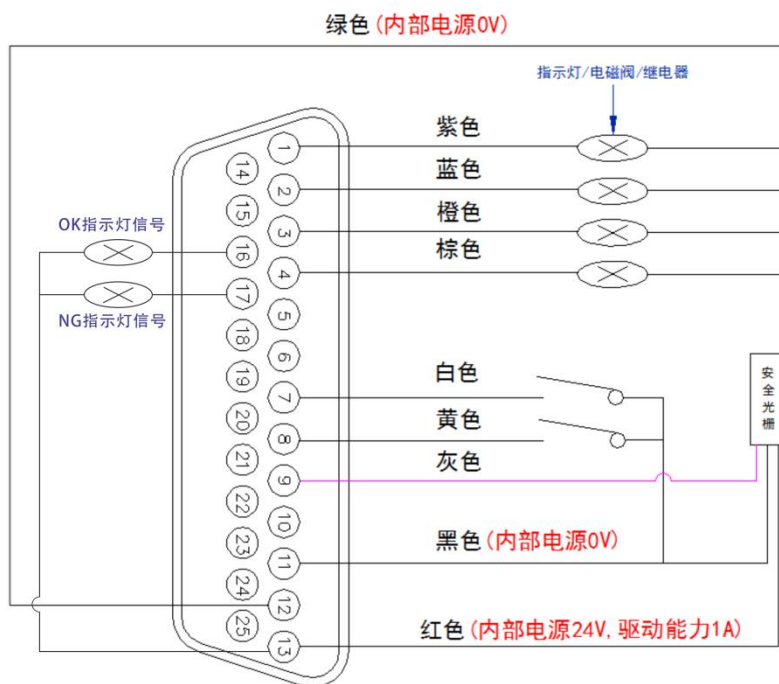 绿色(内部电源0V)
指示灯/电磁阀/继电器
紫色
蓝色
橙色
棕色
OK指示灯信号
NG指示灯信号
1
14
2
15
3
16
4
17
5
18
6
19
7
20
8
21
9
22
10
23
11
24
12
25
13
白色
黄色
灰色
安全光栅
黑色(内部电源0V)
红色(内部电源24V,驱动能力1A)